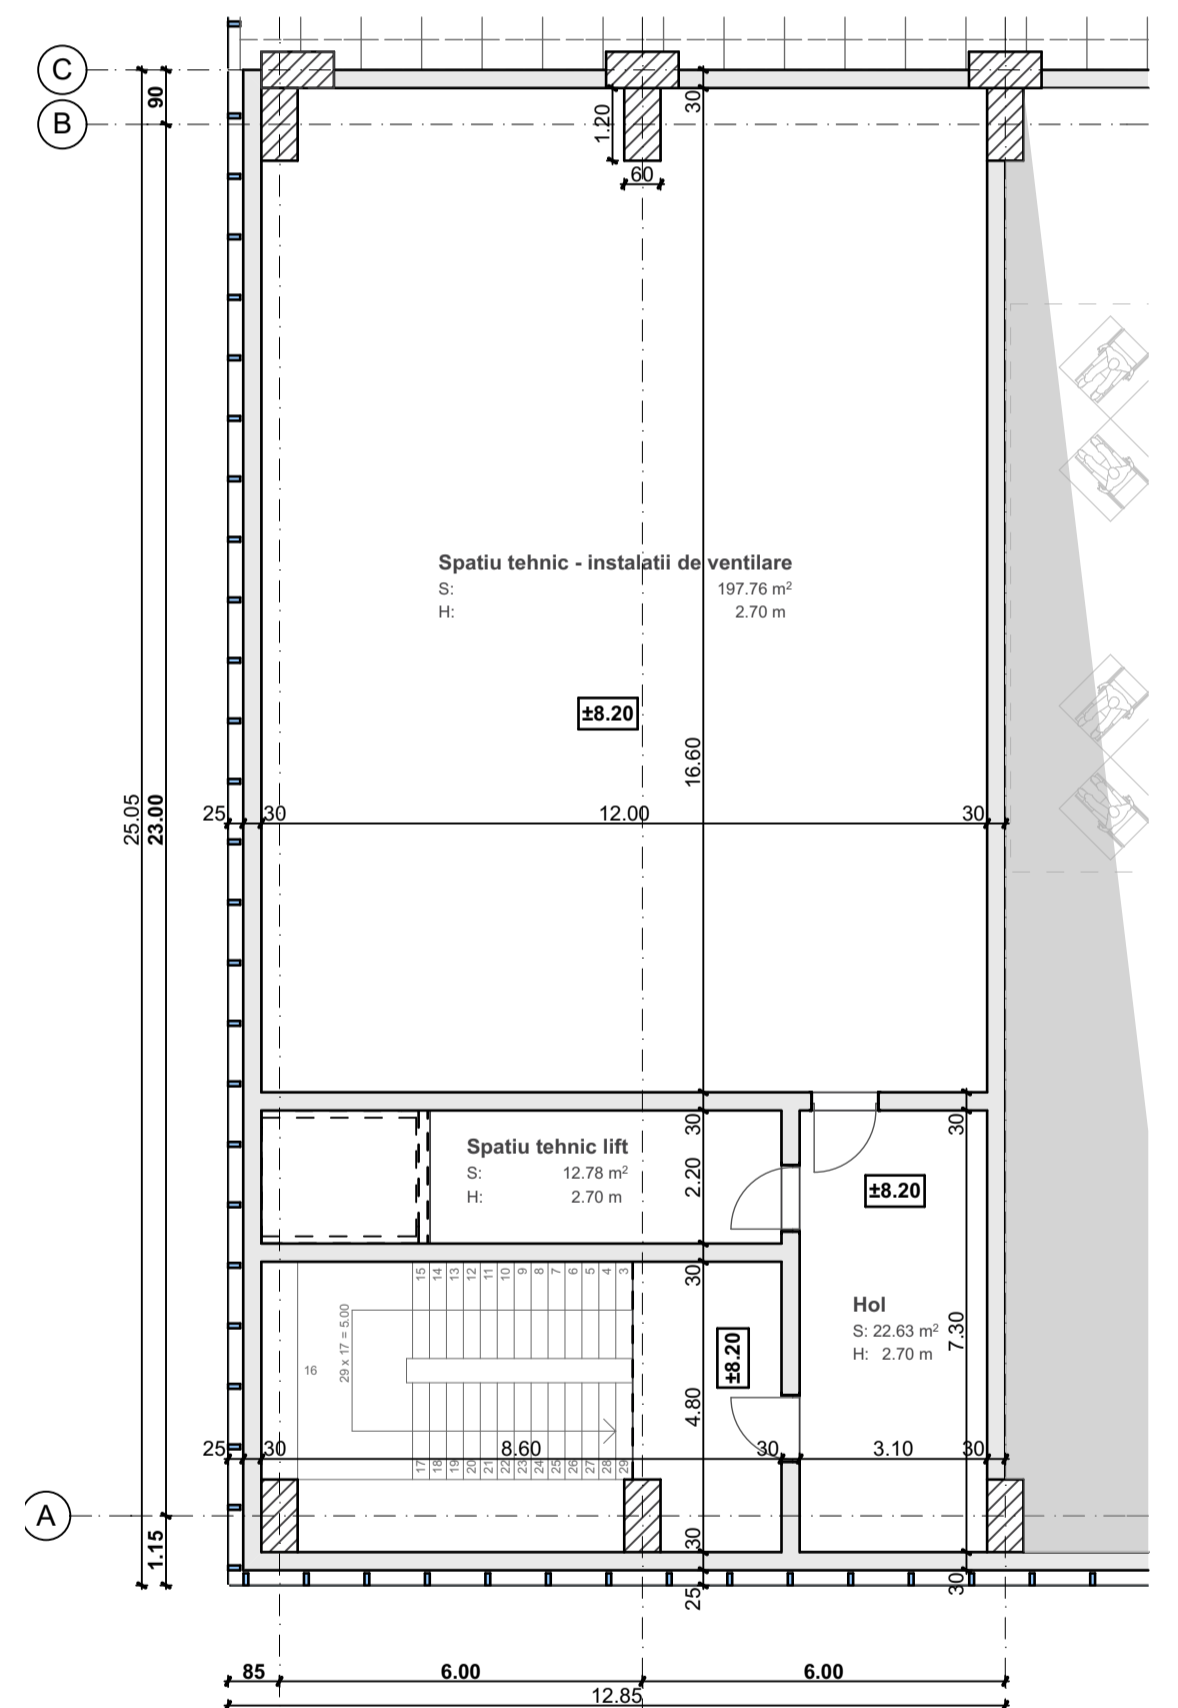 C
B
90
1.20
30
60
Spatiu tehnic - instalatii de ventilare
S: 197.76 m²
H: 2.70 m
±8.20
16.60
25.05
23.00
25 30 12.00 30
30
30
Spatiu tehnic lift
S: 12.78 m²
H: 2.70 m
2.20
±8.20
30
15 14 13 12 11 10 9 8 7 6 5 4 3
Hol
S: 22.63 m²
H: 2.70 m
7.30
±8.20
29 x 17 = 5.00
16
4.80
25 30 8.60 30 3.10 30
17 18 19 20 21 22 23 24 25 26 27 28 29
A
1.15
30
25
30
85 6.00 6.00
12.85